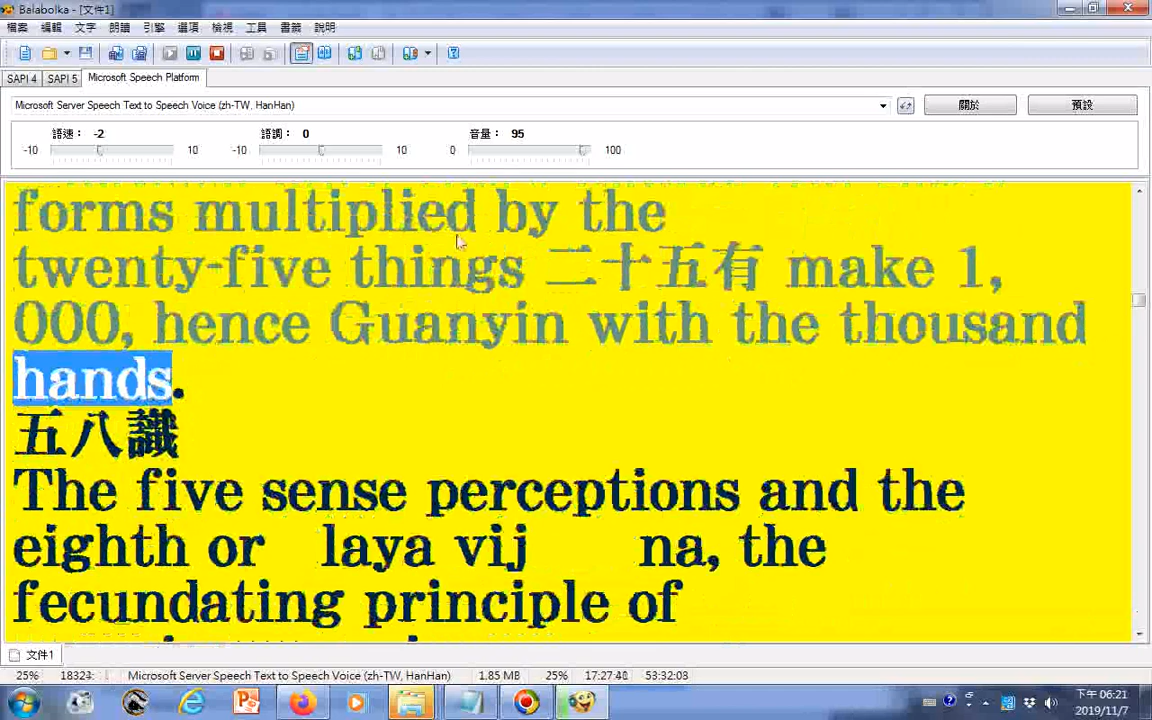 Balabolka - [文件1]
檔案 編輯 文字 朗讀 引擎 選項 檢視 工具 書籤 說明
SAPI 4 SAPI 5 Microsoft Speech Platform
Microsoft Server Speech Text to Speech Voice (zh-TW, HanHan) 關於 預設
語速： -2 語調： 0 音量： 95
-10 10 -10 10 0 100
forms multiplied by the
twenty-five things 二十五有 make 1,
000, hence Guanyin with the thousand
hands.
五八識
The five sense perceptions and the
eighth or laya vij na, the
fecundating principle of
文件1
25% Microsoft Server Speech Text to Speech Voice (zh-TW, HanHan) 1.85 MB 25% 53:32:03
下午 06:21
2019/11/7